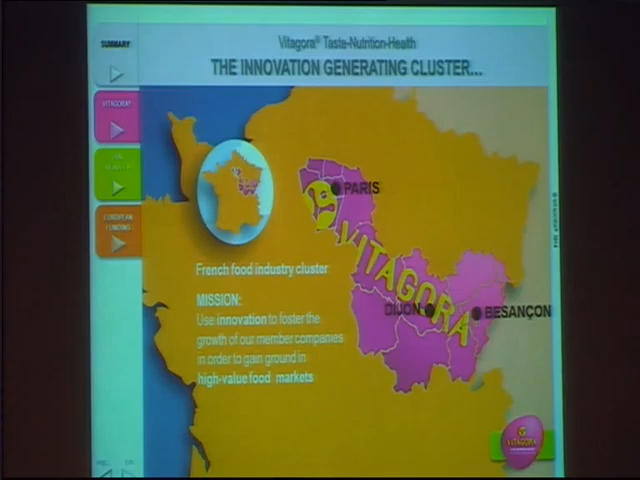 SUMMARY
Vitagora® Taste-Nutrition-Health
THE INNOVATION GENERATING CLUSTER...
VITAGORA?
EUROPEAN
FUNDING
PARIS
VITAGORA
DIJON
BESANÇON
French food industry cluster
MISSION:
Use innovation to foster the
growth of our member companies
in order to gain ground in
high-value food markets
VITAGORA